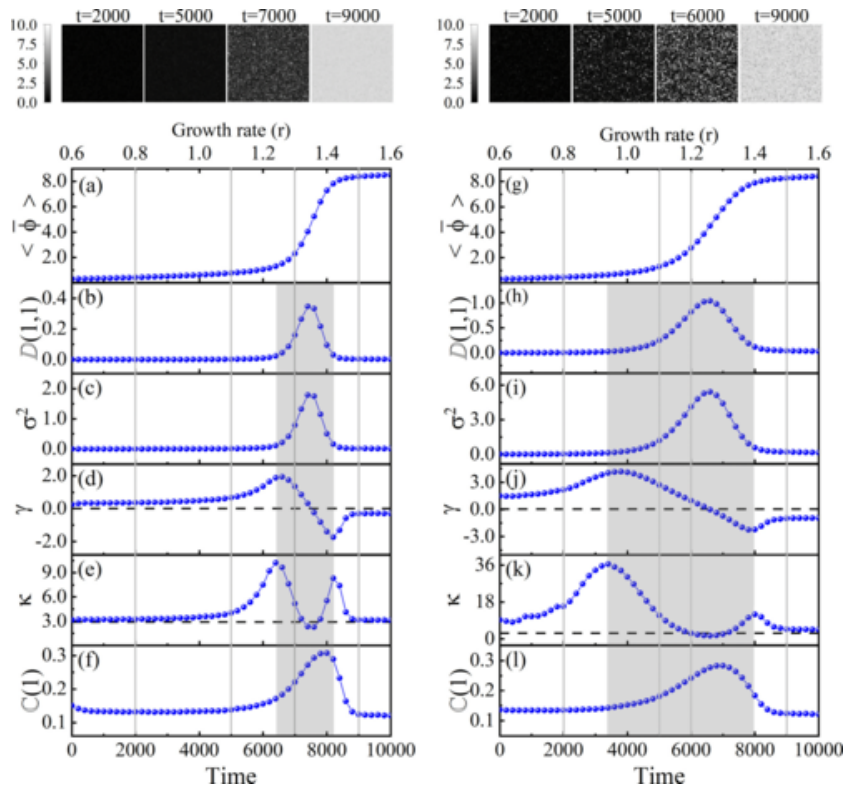 t=2000 t=5000 t=7000 t=9000
10.0
7.5
5.0
2.5
0.0
Growth rate (r)
0.6 0.8 1.0 1.2 1.4 1.6
(a)
8.0
6.0
4.0
2.0
< ϕ̅ >
(b)
0.4
0.2
0.0
D(1,1)
(c)
2.0
1.0
0.0
σ²
(d)
2.0
0.0
-2.0
γ
(e)
9.0
6.0
3.0
κ
(f)
0.3
0.2
0.1
C(1)
0 2000 4000 6000 8000 10000
Time
t=2000 t=5000 t=6000 t=9000
10.0
7.5
5.0
2.5
0.0
Growth rate (r)
0.6 0.8 1.0 1.2 1.4 1.6
(g)
8.0
6.0
4.0
2.0
< ϕ̅ >
(h)
1.0
0.5
0.0
D(1,1)
(i)
6.0
3.0
0.0
σ²
(j)
3.0
0.0
-3.0
γ
(k)
36
18
0
κ
(l)
0.3
0.2
0.1
C(1)
0 2000 4000 6000 8000 10000
Time